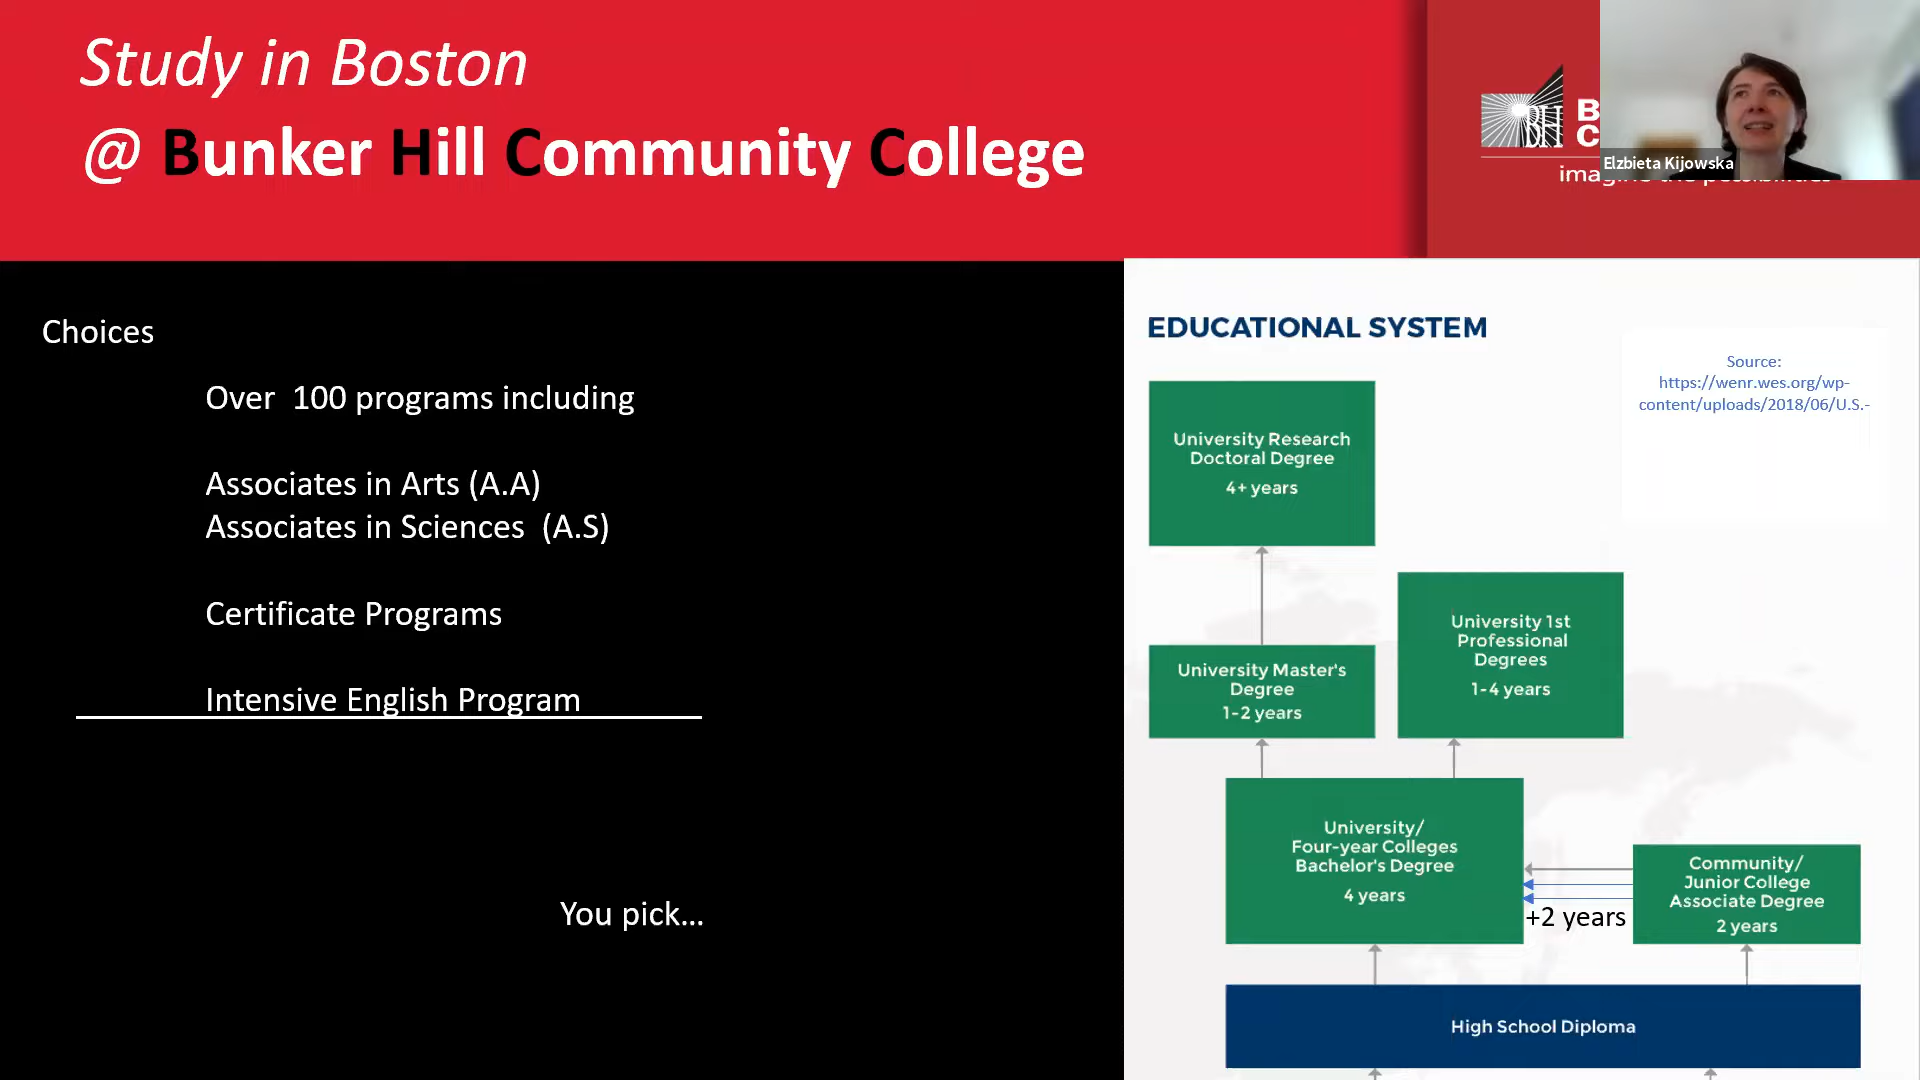 Study in Boston
@ Bunker Hill Community College
BH
B
C
Elzbieta Kijowska
Choices
Over 100 programs including
Associates in Arts (A.A)
Associates in Sciences (A.S)
Certificate Programs
Intensive English Program
You pick...
EDUCATIONAL SYSTEM
Source:
https://wenr.wes.org/wp-
content/uploads/2018/06/U.S.-
University Research
Doctoral Degree
4+ years
University 1st
Professional
Degrees
1-4 years
University Master's
Degree
1-2 years
University/
Four-year Colleges
Bachelor's Degree
4 years
+2 years
Community/
Junior College
Associate Degree
2 years
High School Diploma